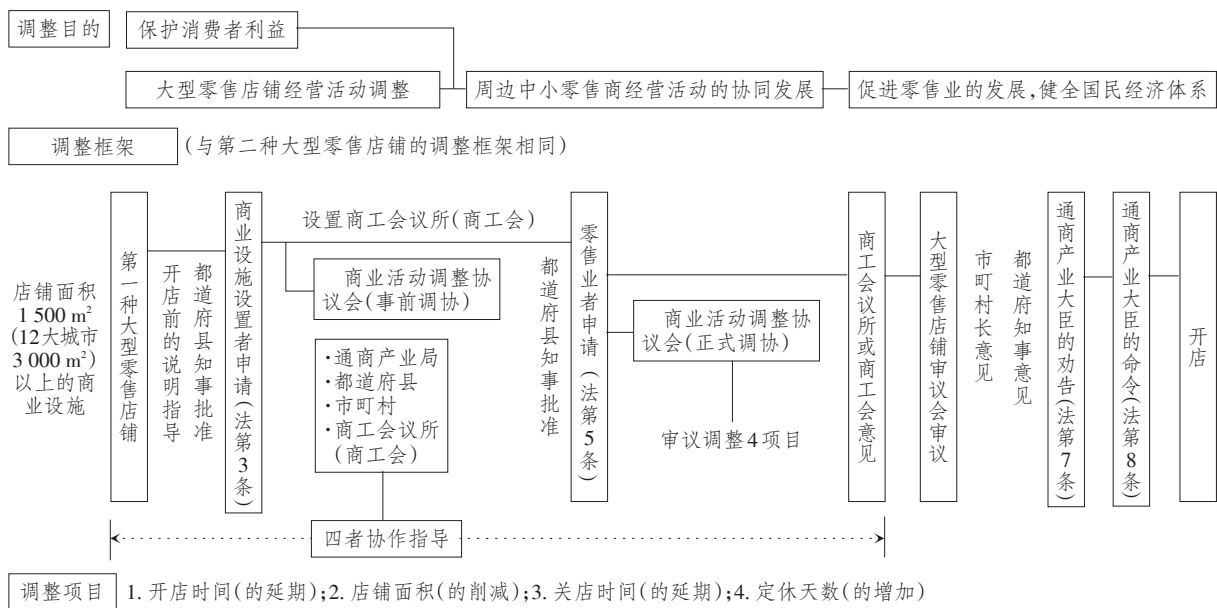 调整目的
保护消费者利益
大型零售店铺经营活动调整
周边中小零售商经营活动的协同发展
促进零售业的发展,健全国民经济体系
调整框架
(与第二种大型零售店铺的调整框架相同)
店铺面积
1 500 m²
(12大城市
3 000 m²)
以上的商
业设施
第一种大型零售店铺
开店前的说明指导
都道府县知事批准
商业设施设置者申请(法第3条)
设置商工会议所(商工会)
商业活动调整协
议会(事前调协)
·通商产业局
·都道府县
·市町村
·商工会议所
(商工会)
四者协作指导
都道府县知事批准
零售业者申请(法第5条)
商业活动调整协
议会(正式调协)
审议调整4项目
商工会议所或商工会意见
大型零售店铺审议会审议
市町村长意见
都道府知事意见
通商产业大臣的劝告(法第7条)
通商产业大臣的命令(法第8条)
开店
调整项目
1. 开店时间(的延期);2. 店铺面积(的削减);3. 关店时间(的延期);4. 定休天数(的增加)